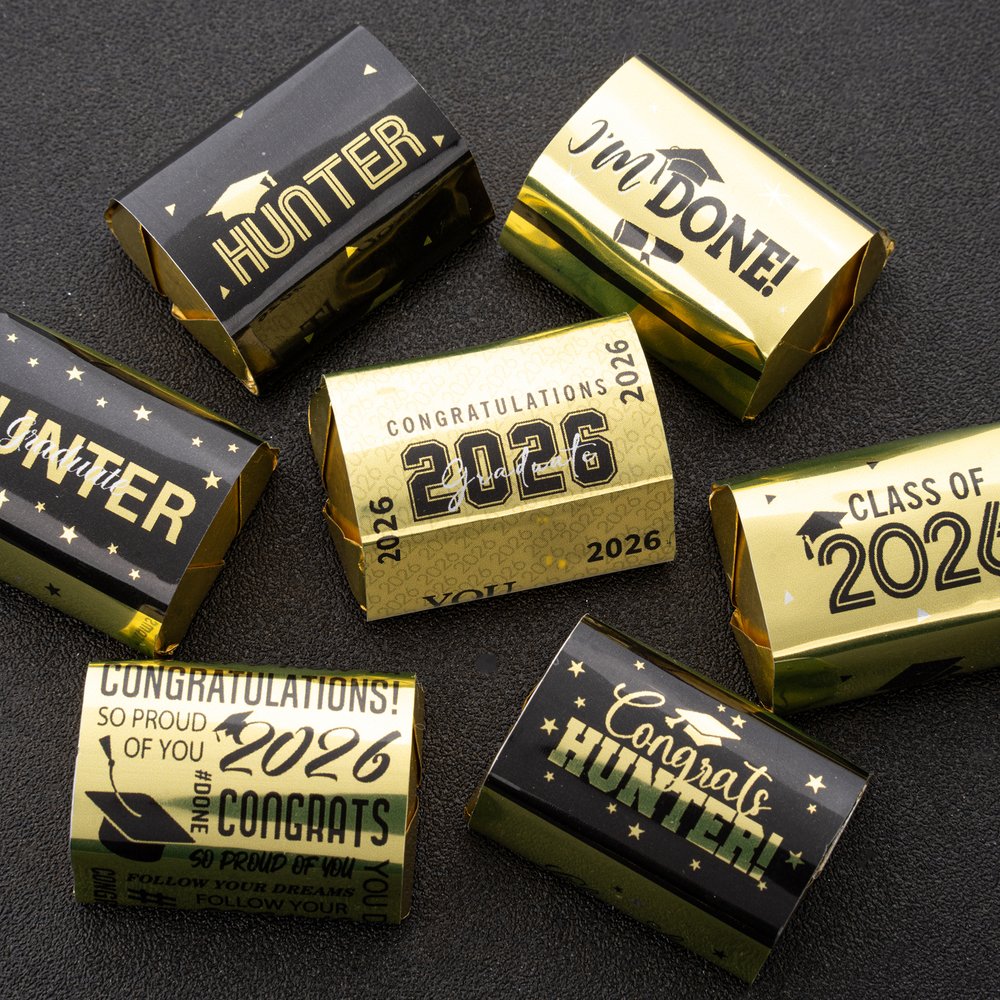 HUNTER
I'M DONE!
UNTER
Graduate
CONGRATULATIONS
2026
Graduate
2026
2026
2026
YOU
CLASS OF
2026
CONGRATULATIONS!
SO PROUD
OF YOU
2026
#DONE
CONGRATS
SO PROUD OF YOU
FOLLOW YOUR DREAMS
FOLLOW YOUR
Congrats
HUNTER!